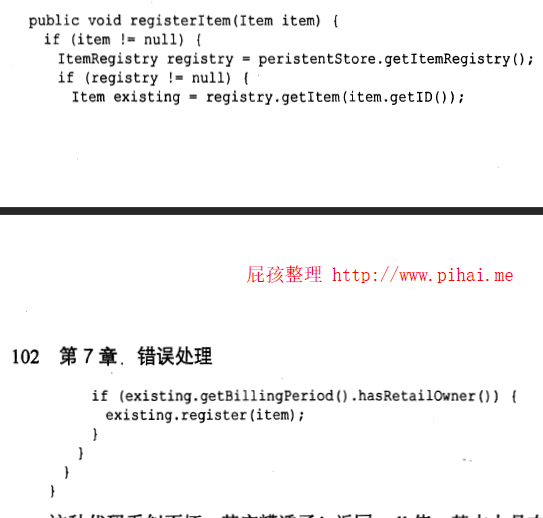 public void registerItem(Item item) {
if (item != null) {
ItemRegistry registry = peristentStore.getItemRegistry();
if (registry != null) {
Item existing = registry.getItem(item.getID());
屁孩整理 http://www.pihai.me
102 第 7 章 错误处理
if (existing.getBillingPeriod().hasRetailOwner()) {
existing.register(item);
}
}
}
}